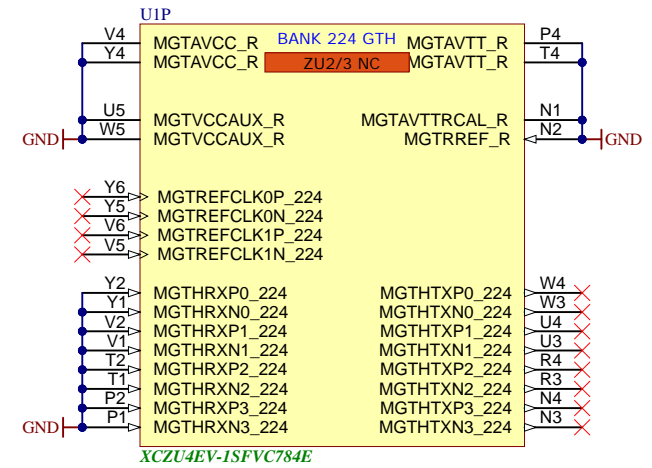 U1P
BANK 224 GTH
ZU2/3 NC
V4 MGTAVCC_R MGTAVTT_R P4
Y4 MGTAVCC_R MGTAVTT_R T4
U5 MGTVCCAUX_R MGTAVTTRCAL_R N1
GND W5 MGTVCCAUX_R MGTRREF_R N2 GND
Y6 MGTREFCLK0P_224
Y5 MGTREFCLK0N_224
V6 MGTREFCLK1P_224
V5 MGTREFCLK1N_224
Y2 MGTHRXP0_224 MGTHTXP0_224 W4
Y1 MGTHRXN0_224 MGTHTXN0_224 W3
V2 MGTHRXP1_224 MGTHTXP1_224 U4
V1 MGTHRXN1_224 MGTHTXN1_224 U3
T2 MGTHRXP2_224 MGTHTXP2_224 R4
T1 MGTHRXN2_224 MGTHTXN2_224 R3
P2 MGTHRXP3_224 MGTHTXP3_224 N4
GND P1 MGTHRXN3_224 MGTHTXN3_224 N3
XCZU4EV-1SFVC784E